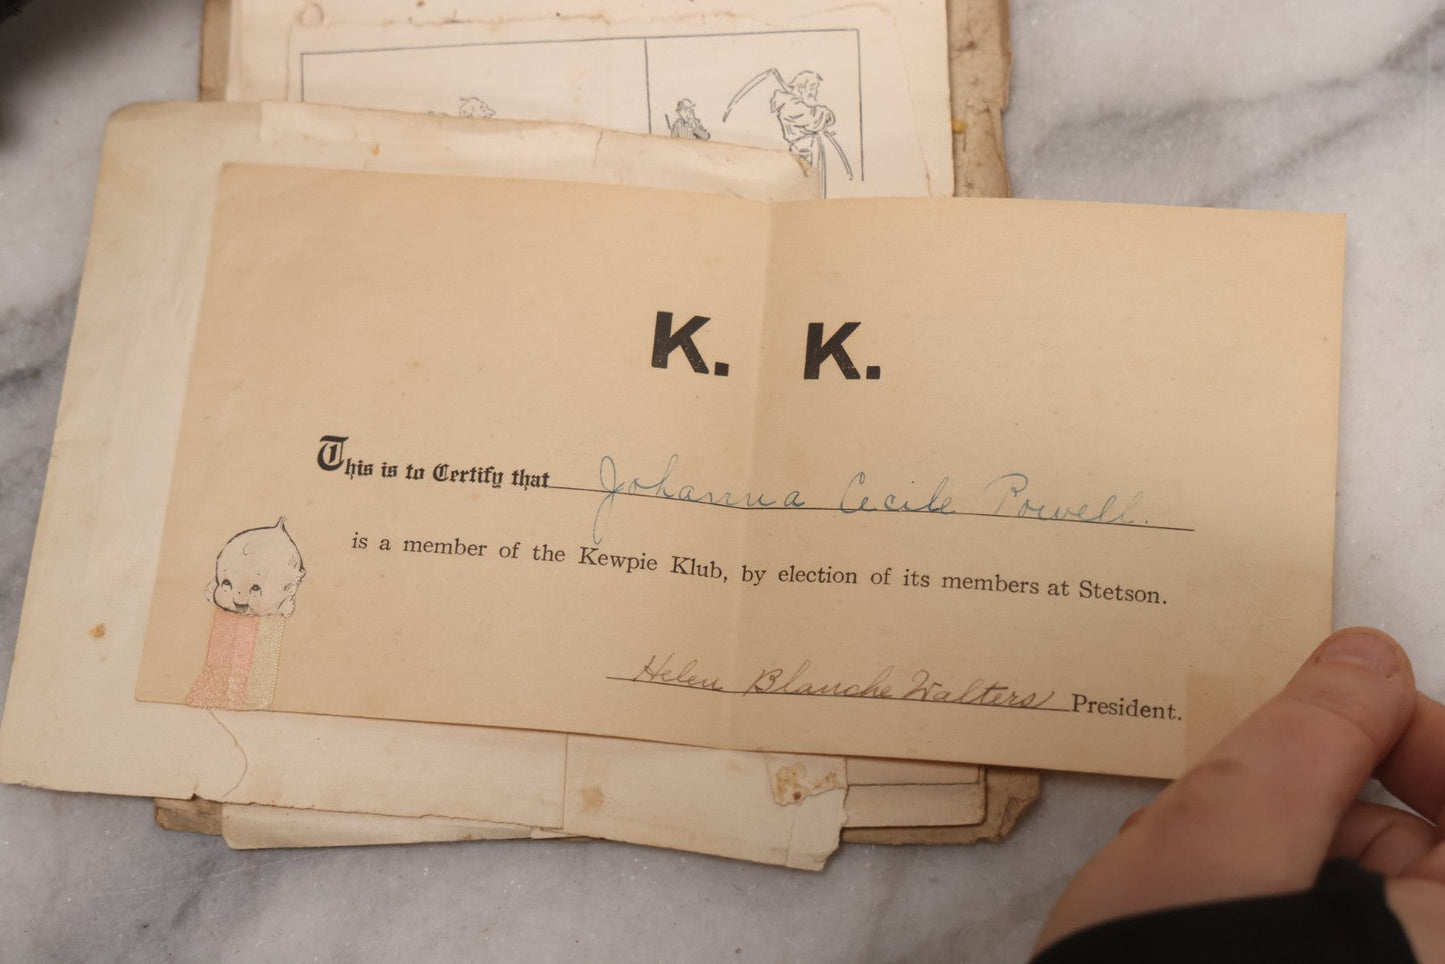 K. K.
This is to Certify that Johanna Cecile Powell.
is a member of the Kewpie Klub, by election of its members at Stetson.
Helen Blanche Walters President.